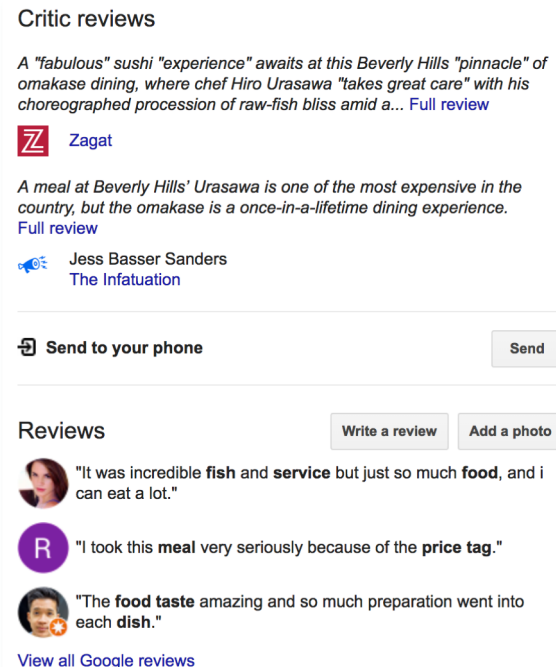 Critic reviews
A "fabulous" sushi "experience" awaits at this Beverly Hills "pinnacle" of
omakase dining, where chef Hiro Urasawa "takes great care" with his
choreographed procession of raw-fish bliss amid a... Full review
Z
Zagat
A meal at Beverly Hills' Urasawa is one of the most expensive in the
country, but the omakase is a once-in-a-lifetime dining experience.
Full review
Jess Basser Sanders
The Infatuation
Send to your phone
Send
Reviews
Write a review
Add a photo
"It was incredible fish and service but just so much food, and i
can eat a lot."
R
"I took this meal very seriously because of the price tag."
"The food taste amazing and so much preparation went into
each dish."
View all Google reviews